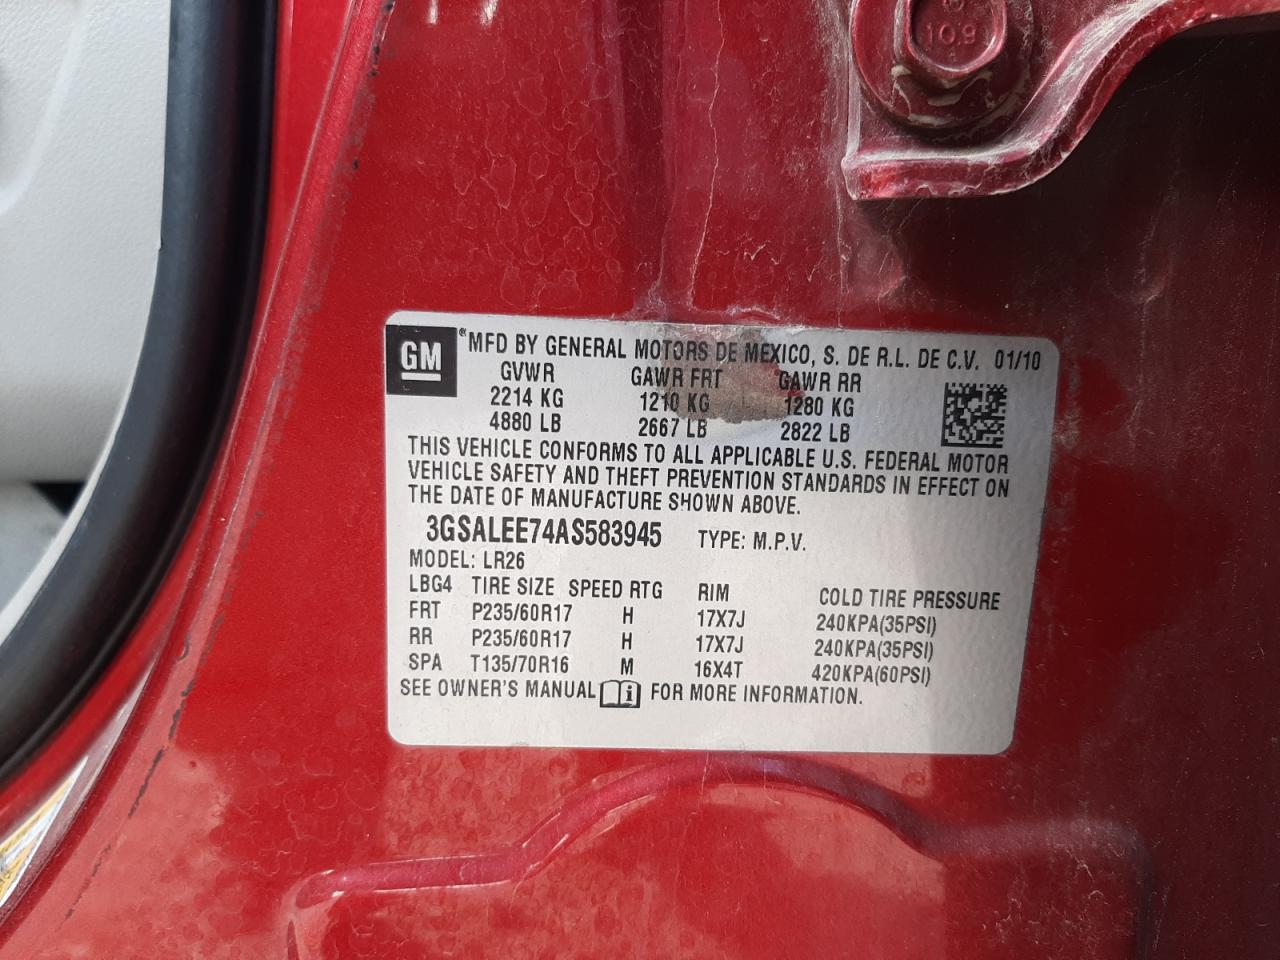 10.9
GM
® MFD BY GENERAL MOTORS DE MEXICO, S. DE R.L. DE C.V. 01/10
GVWR GAWR FRT GAWR RR
2214 KG 1210 KG 1280 KG
4880 LB 2667 LB 2822 LB
THIS VEHICLE CONFORMS TO ALL APPLICABLE U.S. FEDERAL MOTOR
VEHICLE SAFETY AND THEFT PREVENTION STANDARDS IN EFFECT ON
THE DATE OF MANUFACTURE SHOWN ABOVE.
3GSALEE74AS583945 TYPE: M.P.V.
MODEL: LR26
LBG4 TIRE SIZE SPEED RTG RIM COLD TIRE PRESSURE
FRT P235/60R17 H 17X7J 240KPA(35PSI)
RR P235/60R17 H 17X7J 240KPA(35PSI)
SPA T135/70R16 M 16X4T 420KPA(60PSI)
SEE OWNER'S MANUAL i FOR MORE INFORMATION.